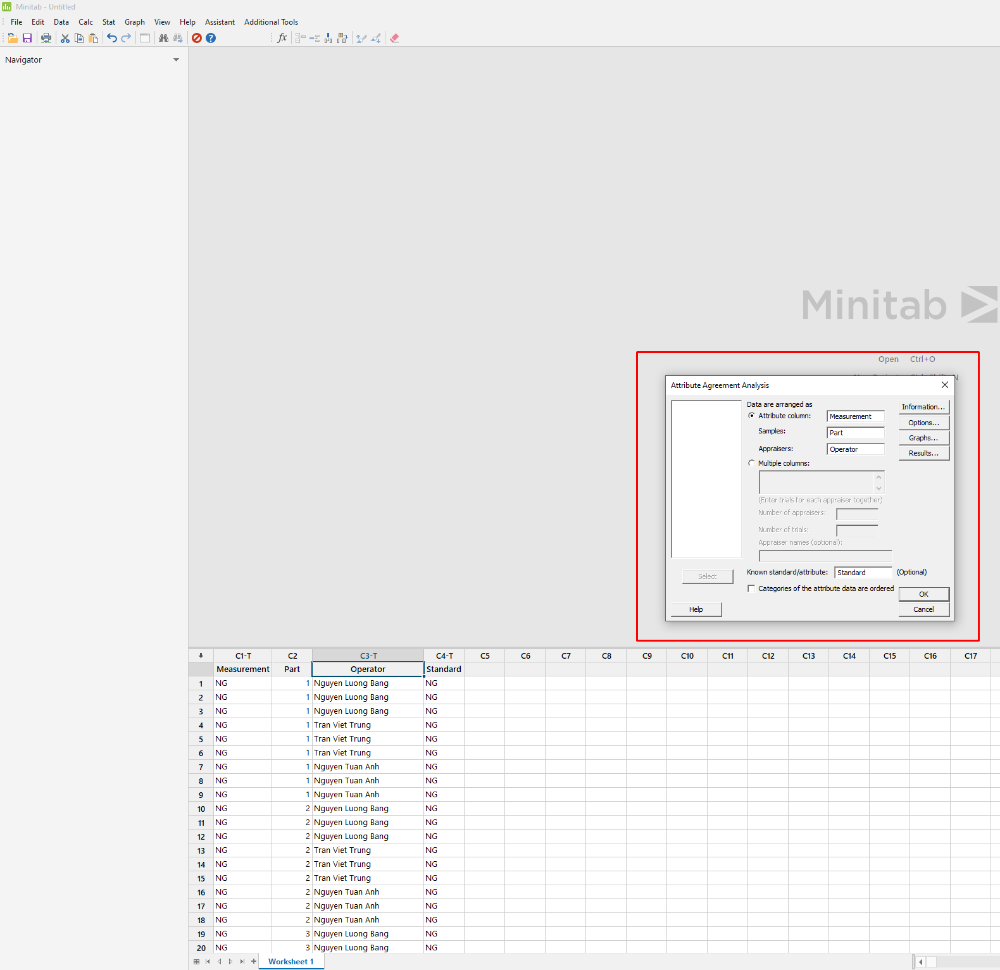 Minitab - Untitled
File Edit Data Calc Stat Graph View Help Assistant Additional Tools
fx
Navigator
Minitab
Open Ctrl+O
Attribute Agreement Analysis
Data are arranged as
Attribute column: Measurement
Samples: Part
Appraisers: Operator
Multiple columns:
(Enter trials for each appraiser together)
Number of appraisers:
Number of trials:
Appraiser names (optional):
Known standard/attribute: Standard (Optional)
Categories of the attribute data are ordered
Information...
Options...
Graphs...
Results...
Select
OK
Help
Cancel
C1-T C2 C3-T C4-T C5 C6 C7 C8 C9 C10 C11 C12 C13 C14 C15 C16 C17
Measurement Part Operator Standard
1 NG 1 Nguyen Luong Bang NG
2 NG 1 Nguyen Luong Bang NG
3 NG 1 Nguyen Luong Bang NG
4 NG 1 Tran Viet Trung NG
5 NG 1 Tran Viet Trung NG
6 NG 1 Tran Viet Trung NG
7 NG 1 Nguyen Tuan Anh NG
8 NG 1 Nguyen Tuan Anh NG
9 NG 1 Nguyen Tuan Anh NG
10 NG 2 Nguyen Luong Bang NG
11 NG 2 Nguyen Luong Bang NG
12 NG 2 Nguyen Luong Bang NG
13 NG 2 Tran Viet Trung NG
14 NG 2 Tran Viet Trung NG
15 NG 2 Tran Viet Trung NG
16 NG 2 Nguyen Tuan Anh NG
17 NG 2 Nguyen Tuan Anh NG
18 NG 2 Nguyen Tuan Anh NG
19 NG 3 Nguyen Luong Bang NG
20 NG 3 Nguyen Luong Bang NG
Worksheet 1